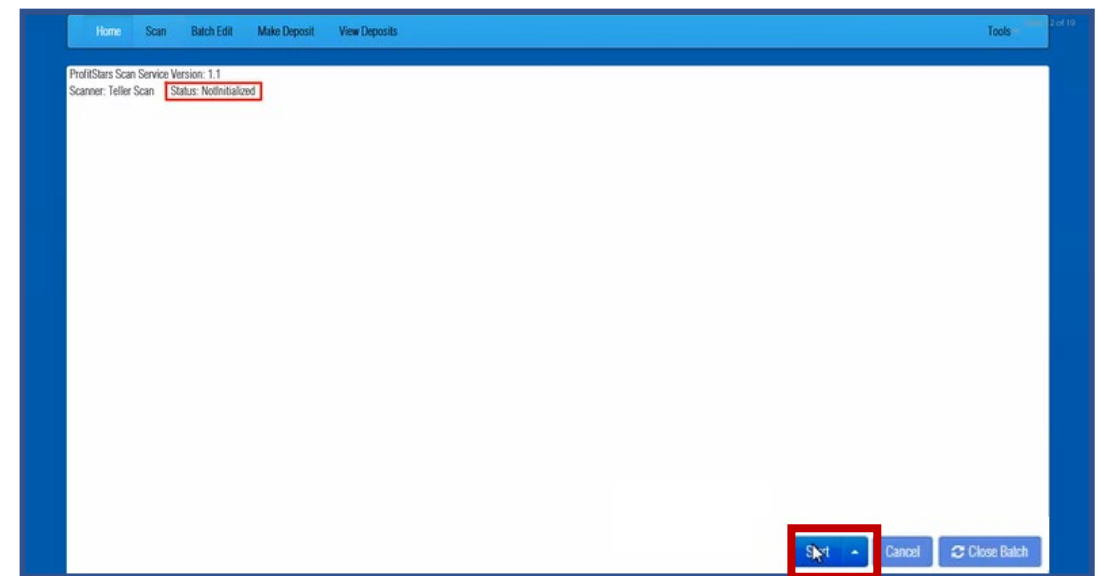 2 of 19
Home Scan Batch Edit Make Deposit View Deposits Tools
ProfitStars Scan Service Version: 1.1
Scanner: Teller Scan Status: NotInitialized
Start Cancel Close Batch